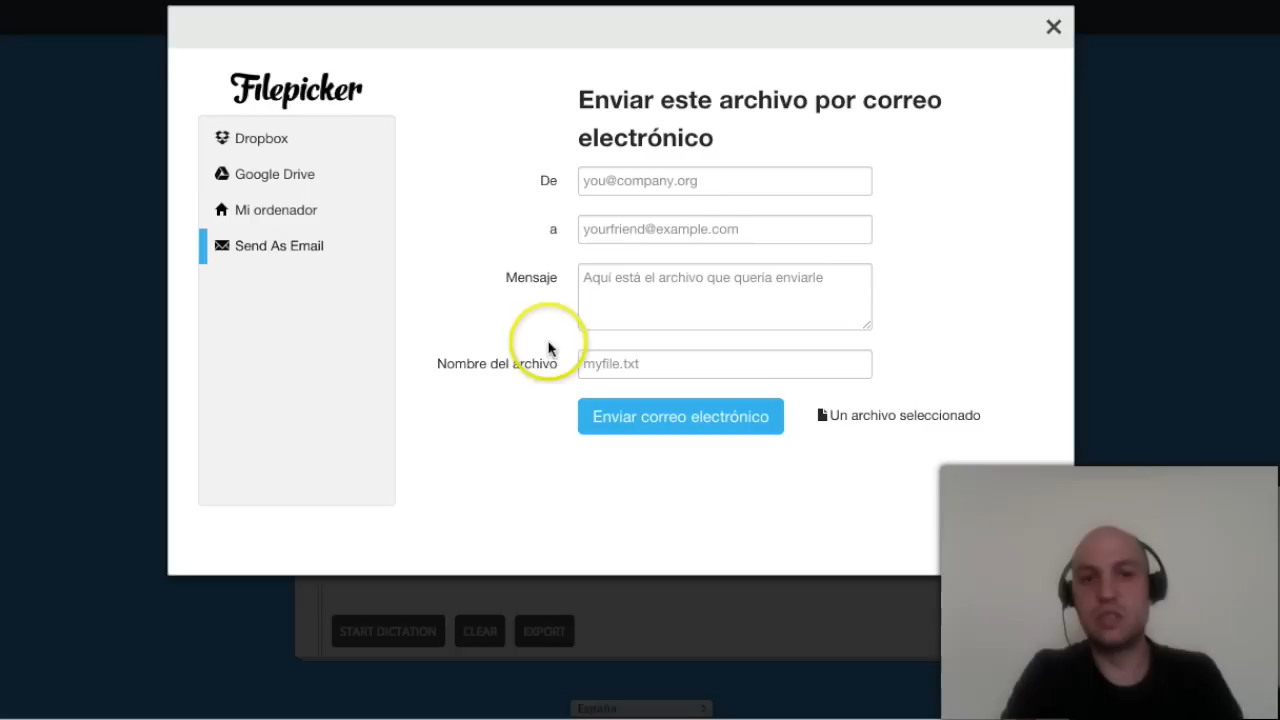 Filepicker
Dropbox
Google Drive
Mi ordenador
Send As Email
Enviar este archivo por correo
electrónico
De
you@company.org
a
yourfriend@example.com
Mensaje
Aquí está el archivo que quería enviarle
Nombre del archivo
myfile.txt
Enviar correo electrónico
Un archivo seleccionado
START DICTATION
CLEAR
EXPORT
España